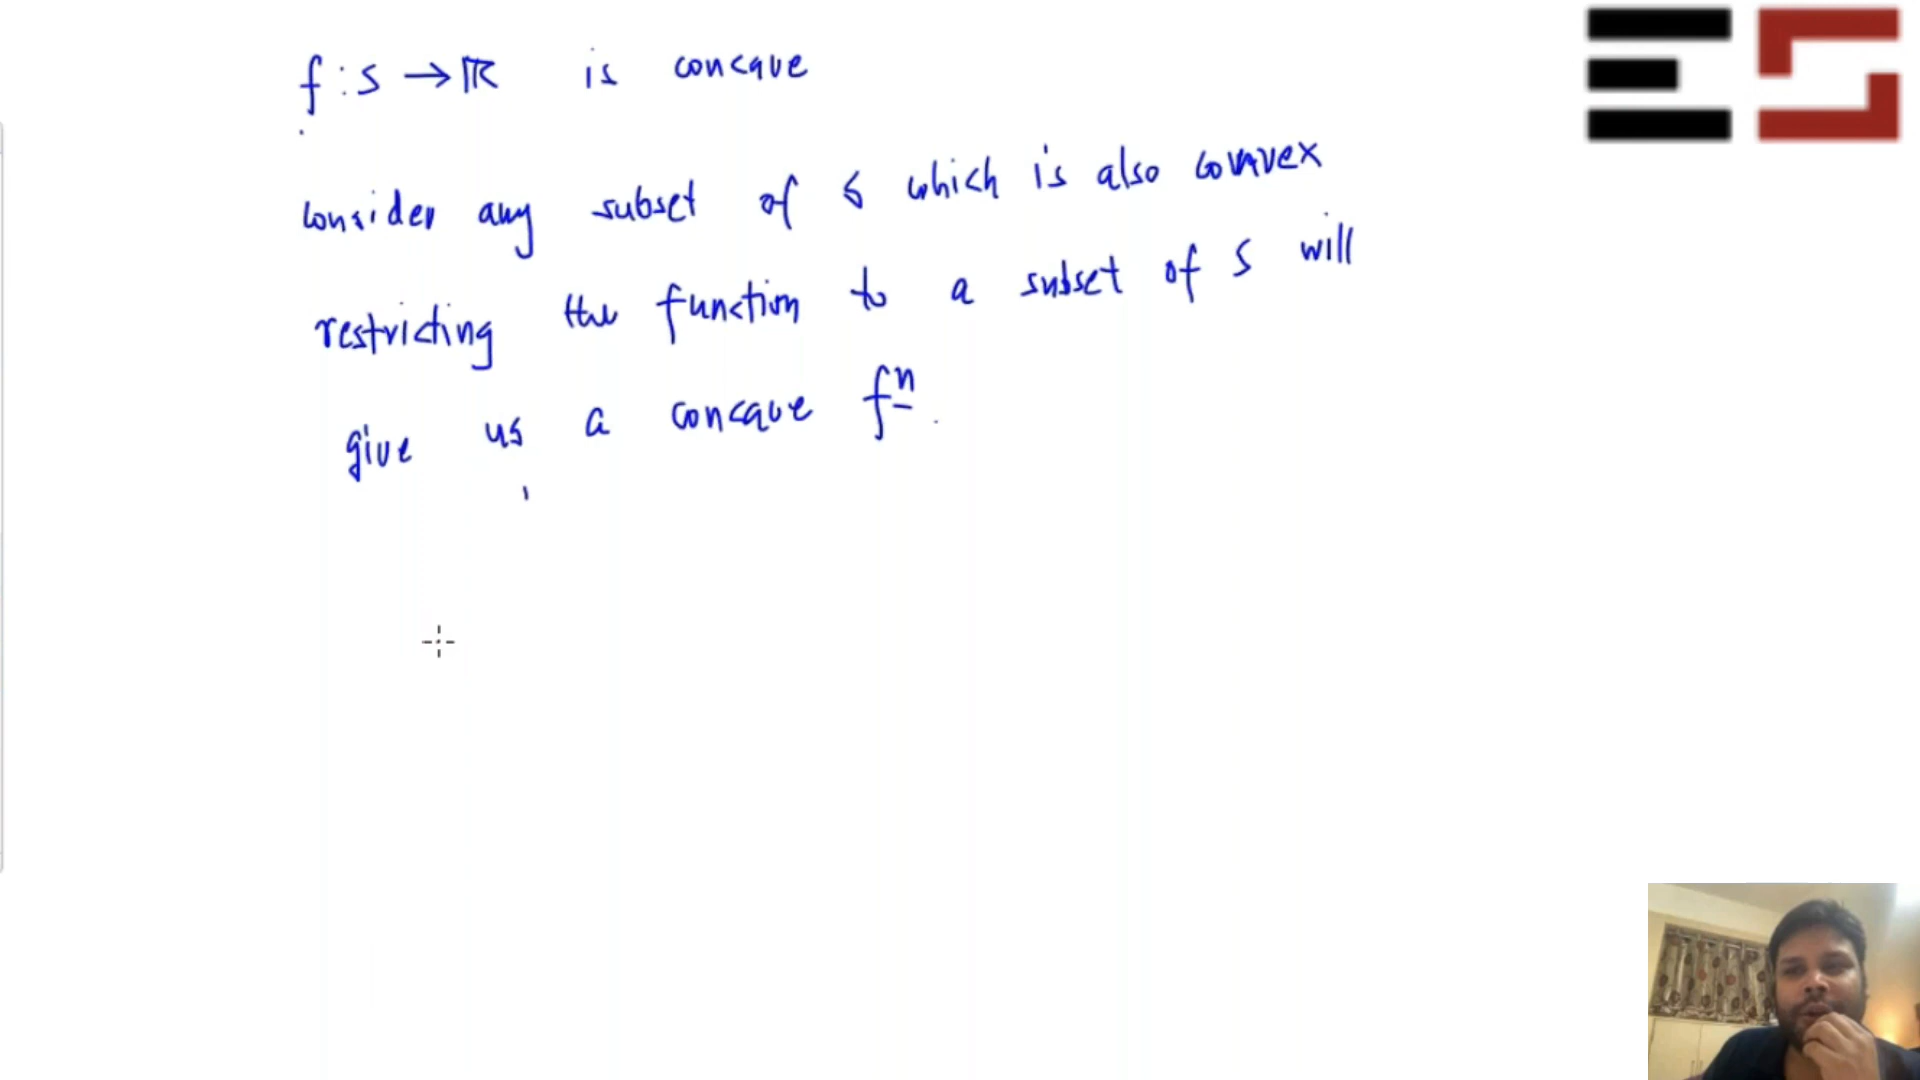 f : S → ℝ is concave
consider any subset of S which is also convex
restricting the function to a subset of S will
give us a concave fⁿ.
ES